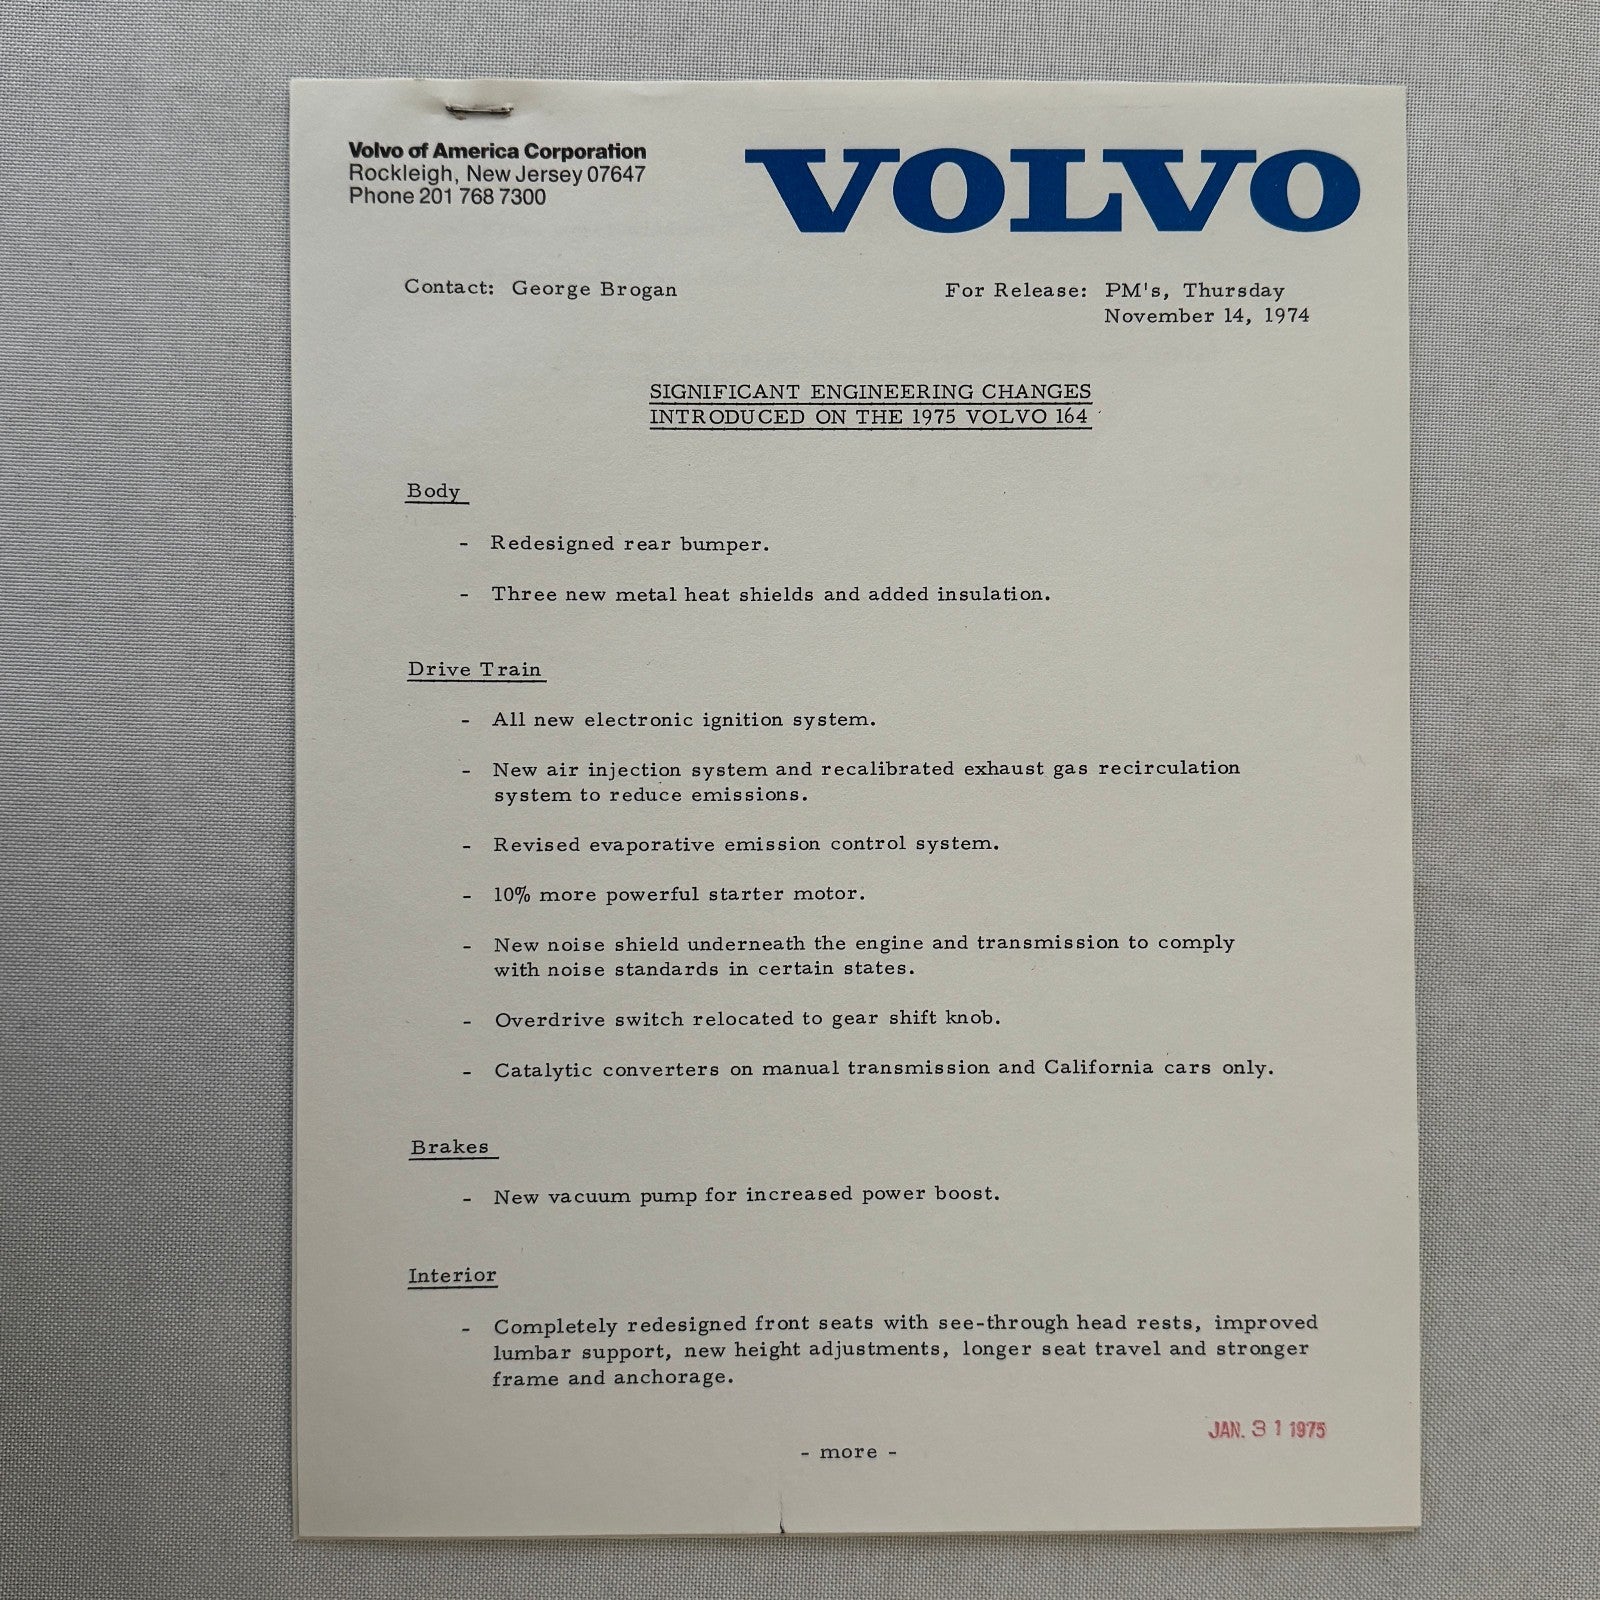 Volvo of America Corporation
Rockleigh, New Jersey 07647
Phone 201 768 7300
VOLVO
Contact: George Brogan
For Release: PM's, Thursday
November 14, 1974
SIGNIFICANT ENGINEERING CHANGES
INTRODUCED ON THE 1975 VOLVO 164
Body
- Redesigned rear bumper.
- Three new metal heat shields and added insulation.
Drive Train
- All new electronic ignition system.
- New air injection system and recalibrated exhaust gas recirculation
system to reduce emissions.
- Revised evaporative emission control system.
- 10% more powerful starter motor.
- New noise shield underneath the engine and transmission to comply
with noise standards in certain states.
- Overdrive switch relocated to gear shift knob.
- Catalytic converters on manual transmission and California cars only.
Brakes
- New vacuum pump for increased power boost.
Interior
- Completely redesigned front seats with see-through head rests, improved
lumbar support, new height adjustments, longer seat travel and stronger
frame and anchorage.
JAN. 31 1975
- more -